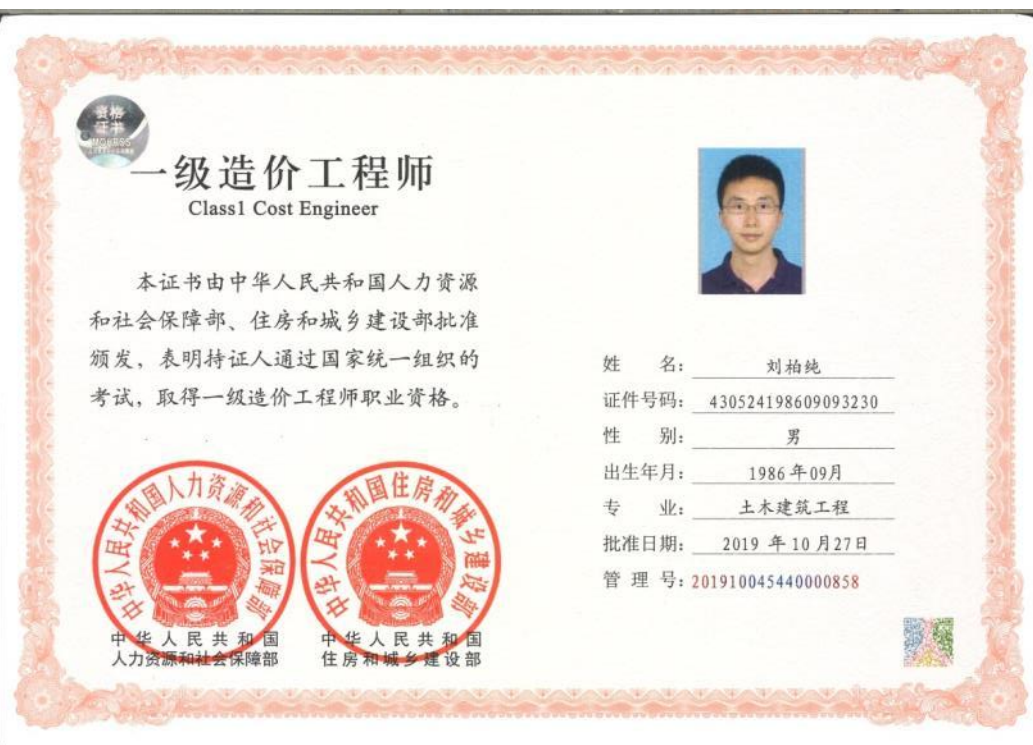 资格
证书
MOHRSS
一级造价工程师
Class1 Cost Engineer
本证书由中华人民共和国人力资源
和社会保障部、住房和城乡建设部批准
颁发，表明持证人通过国家统一组织的
考试，取得一级造价工程师职业资格。
中华人民共和国人力资源和社会保障部
中华人民共和国住房和城乡建设部
中华人民共和国
人力资源和社会保障部
中华人民共和国
住房和城乡建设部
姓 名：刘柏纯
证件号码：430524198609093230
性 别：男
出生年月：1986年09月
专 业：土木建筑工程
批准日期：2019 年10月27日
管 理 号：201910045440000858